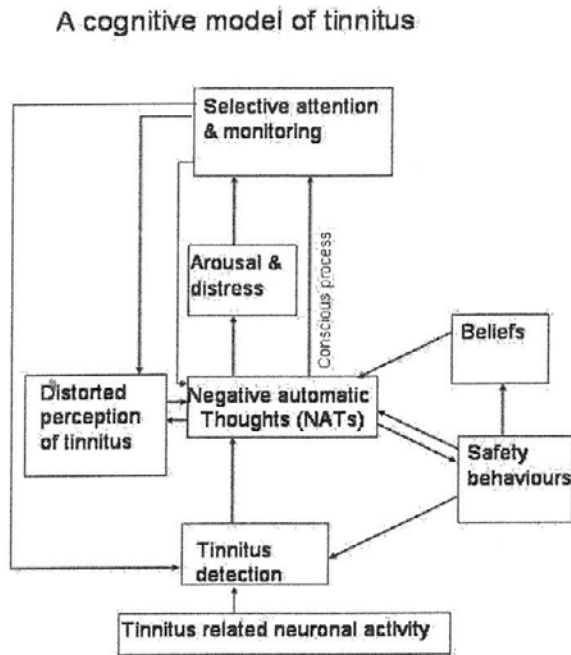 A cognitive model of tinnitus
Selective attention
& monitoring
Conscious process
Arousal &
distress
Beliefs
Distorted
perception
of tinnitus
Negative automatic
Thoughts (NATs)
Safety
behaviours
Tinnitus
detection
Tinnitus related neuronal activity